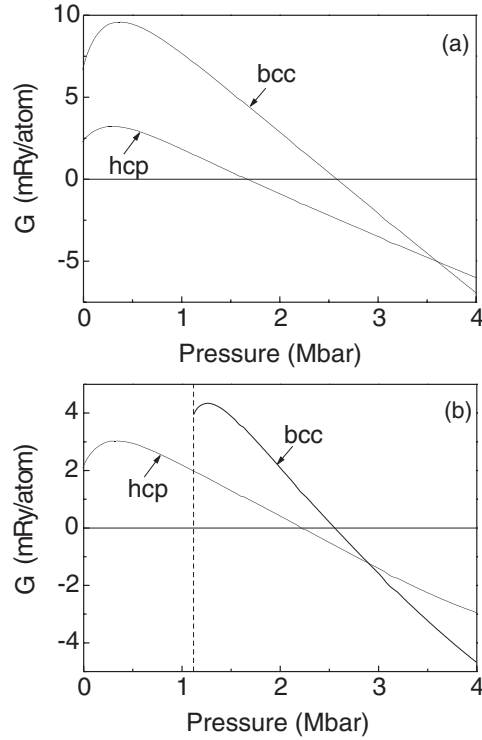 10
(a)
bcc
5
hcp
0
-5
G (mRy/atom)
0 1 2 3 4
Pressure (Mbar)
(b)
4
bcc
2
hcp
0
-2
-4
G (mRy/atom)
0 1 2 3 4
Pressure (Mbar)